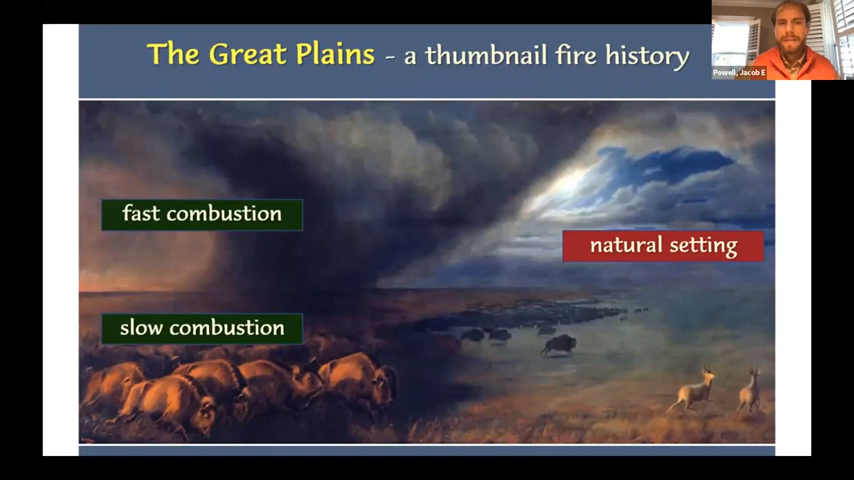 The Great Plains - a thumbnail fire history
Powell, Jacob E
fast combustion
natural setting
slow combustion